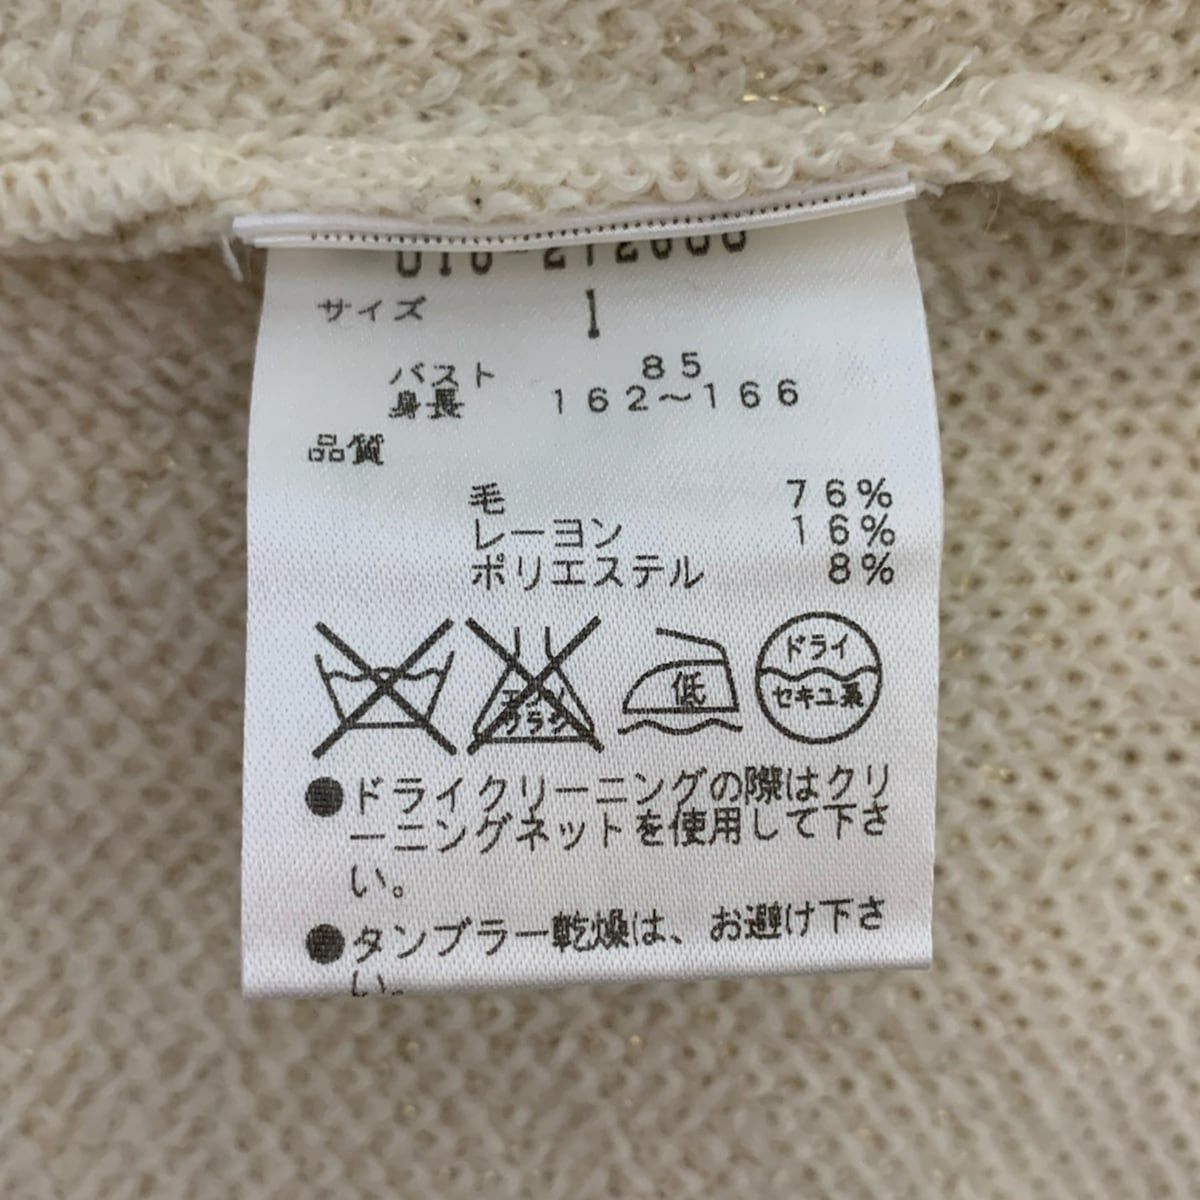 サイズ 1
バスト 85
身長 162～166
品質
毛 76%
レーヨン 16%
ポリエステル 8%
低
ドライ
セキユ系
●ドライクリーニングの際はクリ
ーニングネットを使用して下さ
い。
●タンブラー乾燥は、お避け下さ
い。